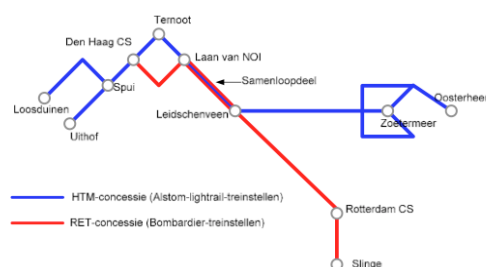 Ternoot
Den Haag CS
Laan van NOI
Samenloopdeel
Spui
Loosduinen
Oosterheem
Leidschenveen
Zoetermeer
Uithof
HTM-concessie (Alstom-lightrail-treinstellen)
Rotterdam CS
RET-concessie (Bombardier-treinstellen)
Slinge